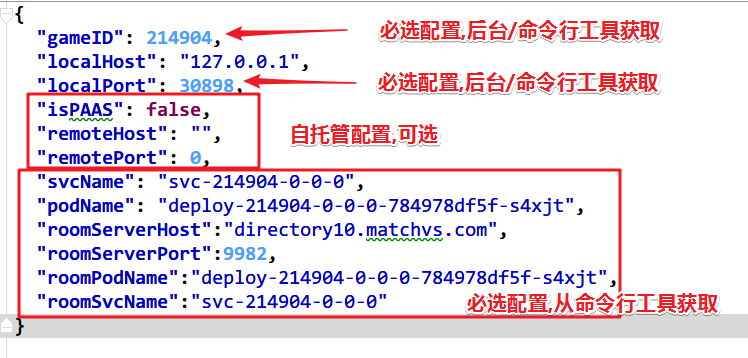 {
"gameID": 214904, 必选配置,后台/命令行工具获取
"localHost": "127.0.0.1",
"localPort": 30898, 必选配置,后台/命令行工具获取
"isPAAS": false,
"remoteHost": "", 自托管配置,可选
"remotePort": 0,
"svcName": "svc-214904-0-0-0",
"podName": "deploy-214904-0-0-0-784978df5f-s4xjt",
"roomServerHost":"directory10.matchvs.com",
"roomServerPort":9982,
"roomPodName":"deploy-214904-0-0-0-784978df5f-s4xjt",
"roomSvcName":"svc-214904-0-0-0" 必选配置,从命令行工具获取
}